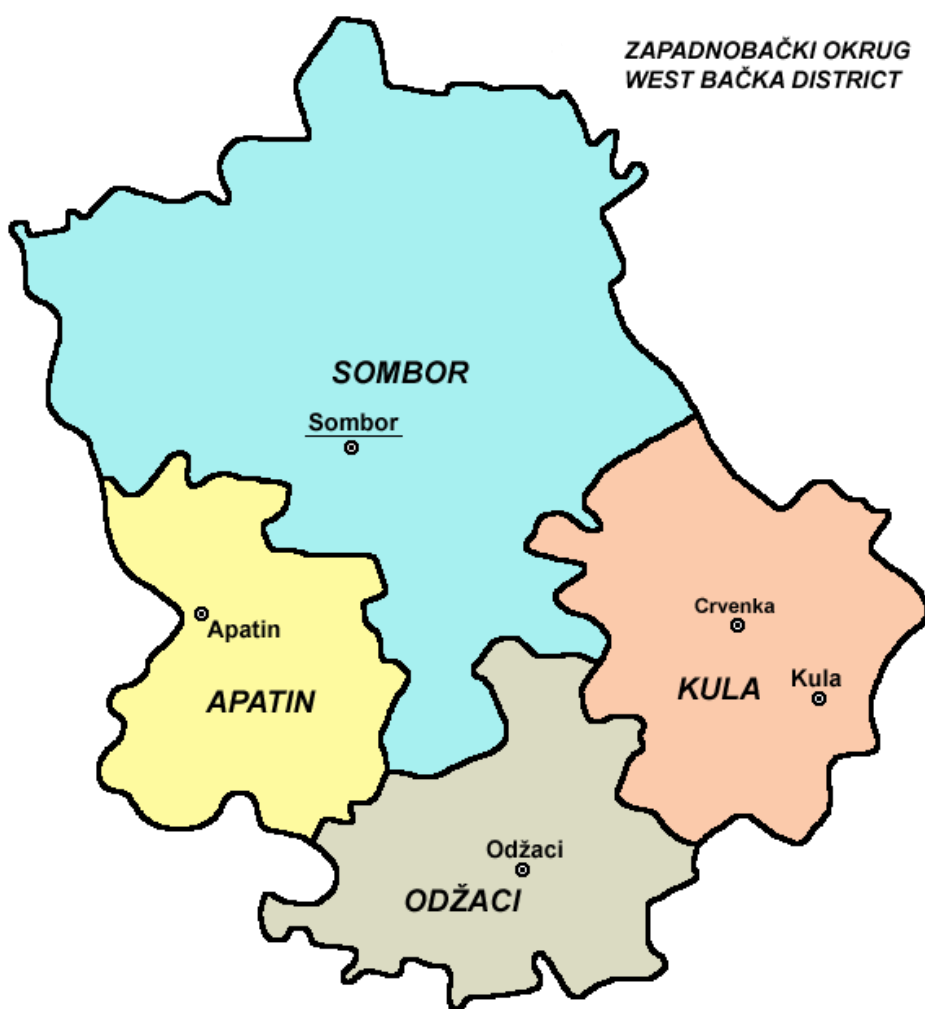 ZAPADNOBAČKI OKRUG
WEST BAČKA DISTRICT
SOMBOR
Sombor
Crvenka
Apatin
Kula
KULA
APATIN
Odžaci
ODŽACI